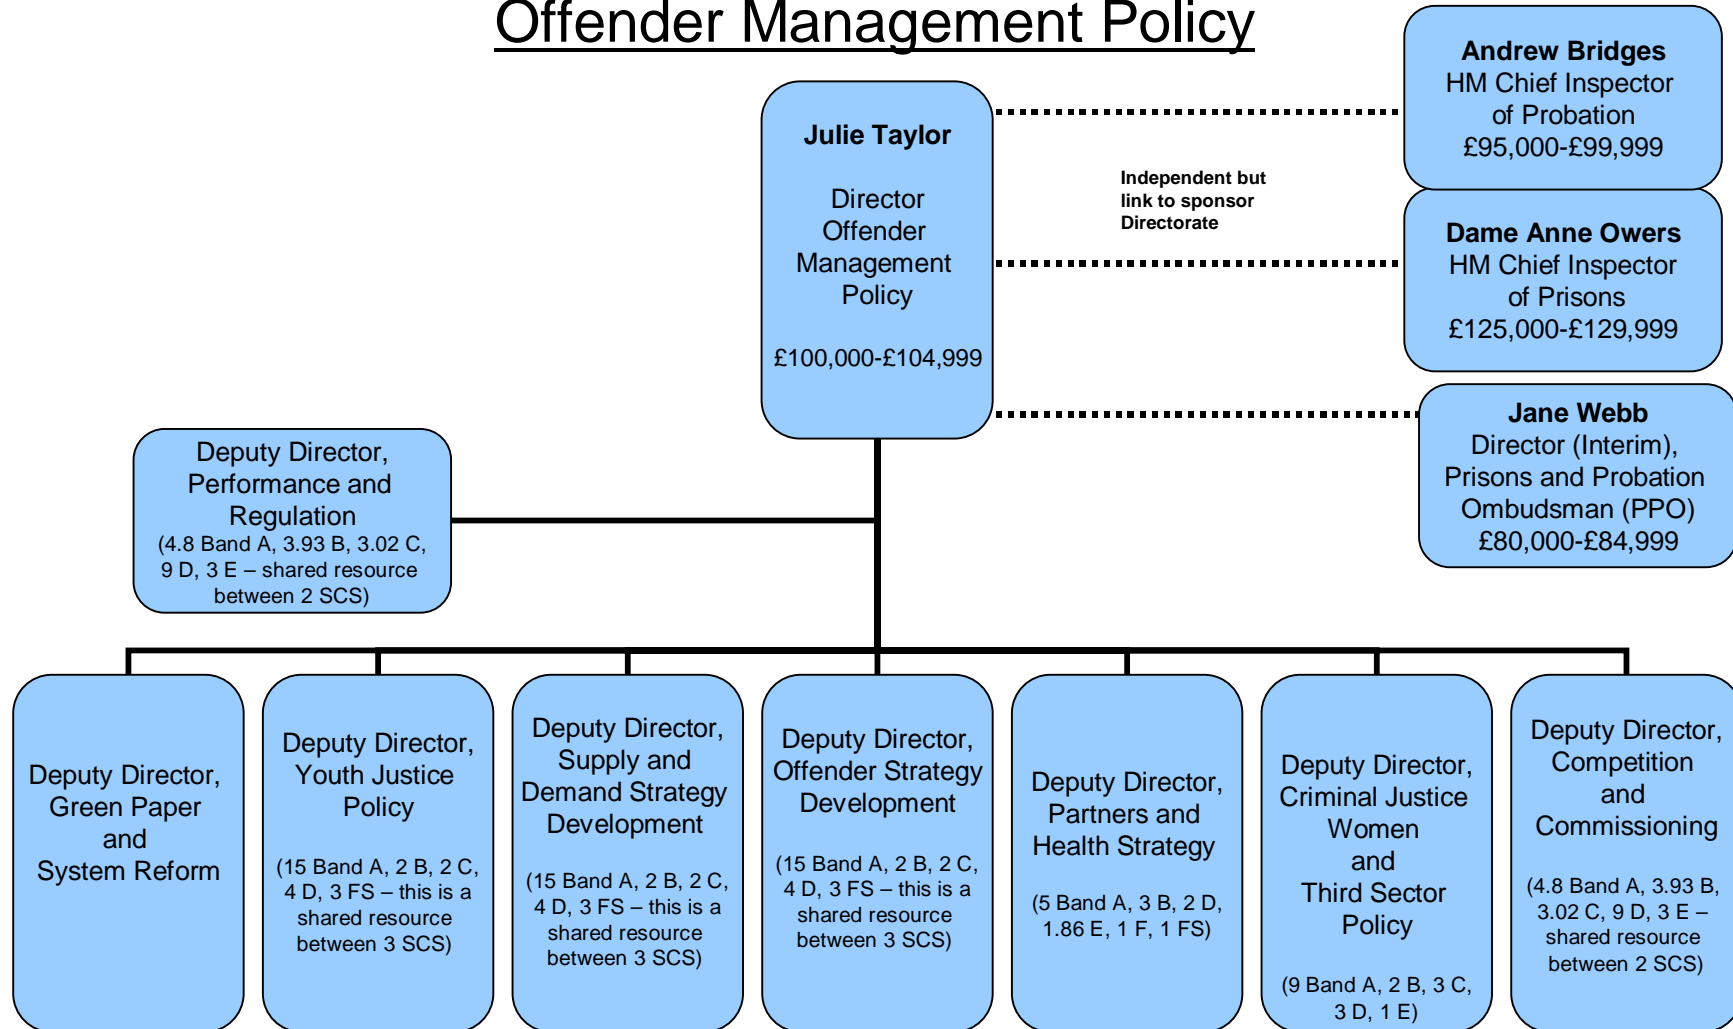 Offender Management Policy
Andrew Bridges
HM Chief Inspector
of Probation
£95,000-£99,999
Julie Taylor
Director
Offender
Management
Policy
£100,000-£104,999
Independent but
link to sponsor
Directorate
Dame Anne Owers
HM Chief Inspector
of Prisons
£125,000-£129,999
Jane Webb
Director (Interim),
Prisons and Probation
Ombudsman (PPO)
£80,000-£84,999
Deputy Director,
Performance and
Regulation
(4.8 Band A, 3.93 B, 3.02 C,
9 D, 3 E – shared resource
between 2 SCS)
Deputy Director,
Green Paper
and
System Reform
Deputy Director,
Youth Justice
Policy
(15 Band A, 2 B, 2 C,
4 D, 3 FS – this is a
shared resource
between 3 SCS)
Deputy Director,
Supply and
Demand Strategy
Development
(15 Band A, 2 B, 2 C,
4 D, 3 FS – this is a
shared resource
between 3 SCS)
Deputy Director,
Offender Strategy
Development
(15 Band A, 2 B, 2 C,
4 D, 3 FS – this is a
shared resource
between 3 SCS)
Deputy Director,
Partners and
Health Strategy
(5 Band A, 3 B, 2 D,
1.86 E, 1 F, 1 FS)
Deputy Director,
Criminal Justice
Women
and
Third Sector
Policy
(9 Band A, 2 B, 3 C,
3 D, 1 E)
Deputy Director,
Competition
and
Commissioning
(4.8 Band A, 3.93 B,
3.02 C, 9 D, 3 E –
shared resource
between 2 SCS)